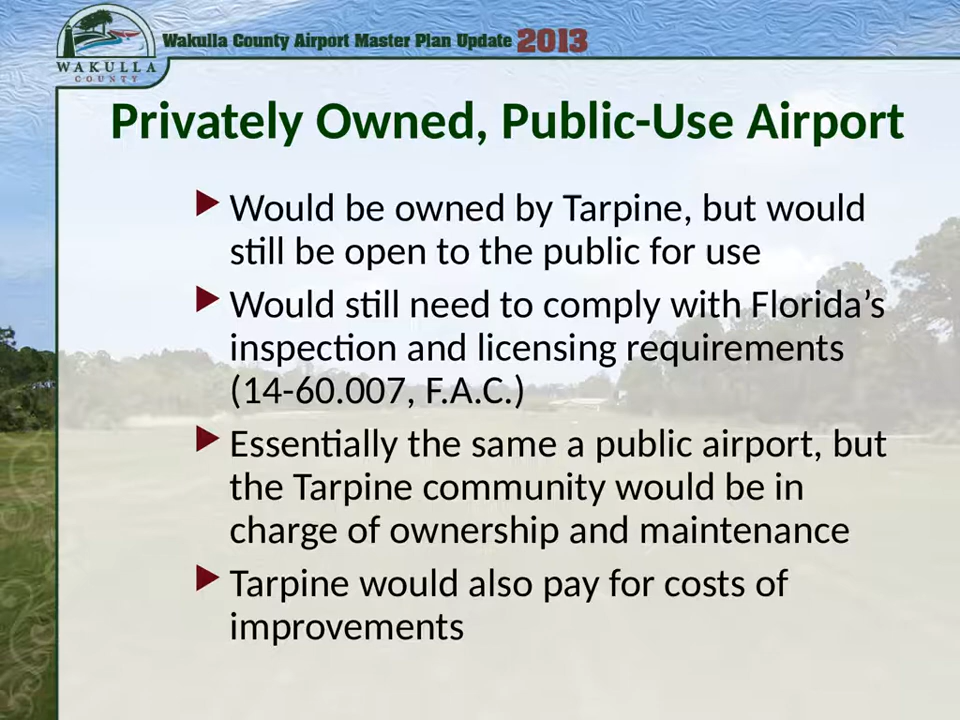 WAKULLA
COUNTY
Wakulla County Airport Master Plan Update 2013
Privately Owned, Public-Use Airport
Would be owned by Tarpine, but would
still be open to the public for use
Would still need to comply with Florida’s
inspection and licensing requirements
(14-60.007, F.A.C.)
Essentially the same a public airport, but
the Tarpine community would be in
charge of ownership and maintenance
Tarpine would also pay for costs of
improvements